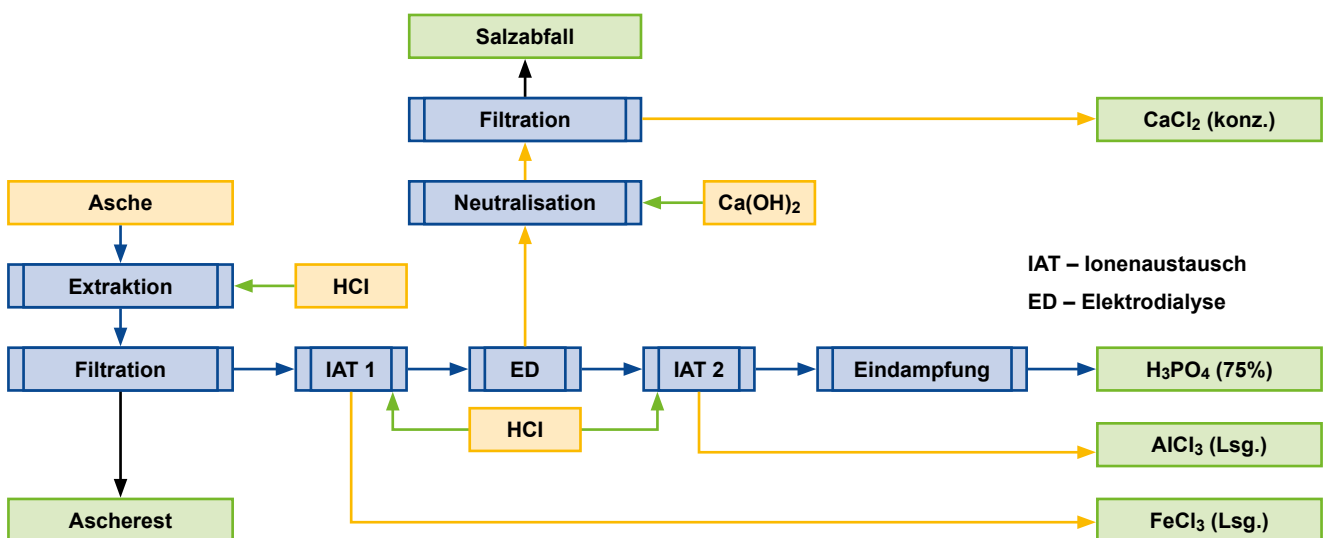 Salzabfall
Filtration
CaCl₂ (konz.)
Asche
Neutralisation
Ca(OH)₂
Extraktion
HCl
IAT – Ionenaustausch
ED – Elektrodialyse
Filtration
IAT 1
ED
IAT 2
Eindampfung
H₃PO₄ (75%)
HCl
AlCl₃ (Lsg.)
Ascherest
FeCl₃ (Lsg.)